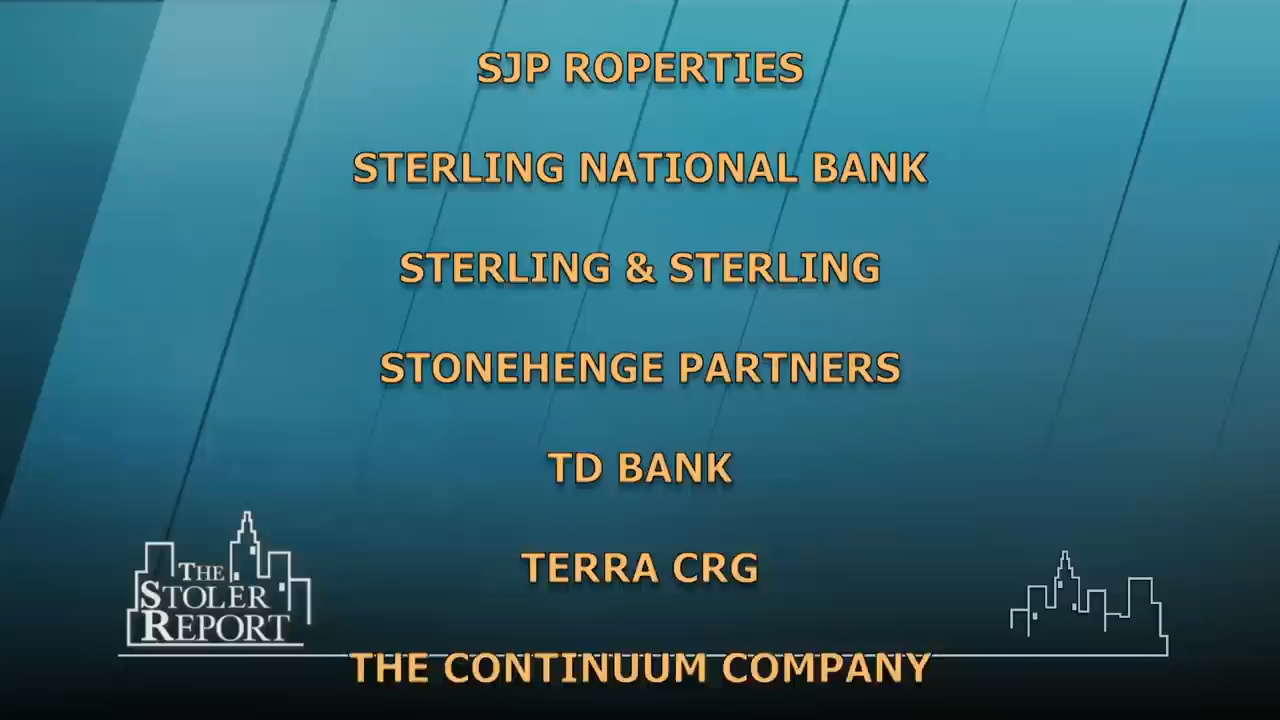 SJP ROPERTIES
STERLING NATIONAL BANK
STERLING & STERLING
STONEHENGE PARTNERS
TD BANK
TERRA CRG
THE
STOLER
REPORT
THE CONTINUUM COMPANY